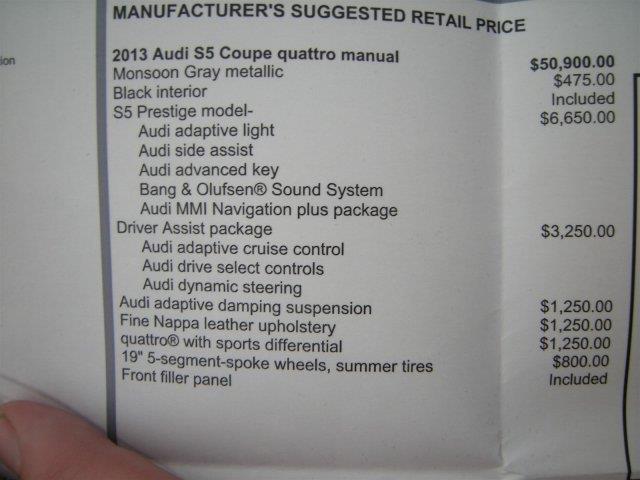 MANUFACTURER'S SUGGESTED RETAIL PRICE
2013 Audi S5 Coupe quattro manual $50,900.00
Monsoon Gray metallic $475.00
Black interior Included
S5 Prestige model- $6,650.00
Audi adaptive light
Audi side assist
Audi advanced key
Bang & Olufsen® Sound System
Audi MMI Navigation plus package
Driver Assist package $3,250.00
Audi adaptive cruise control
Audi drive select controls
Audi dynamic steering
Audi adaptive damping suspension $1,250.00
Fine Nappa leather upholstery $1,250.00
quattro® with sports differential $1,250.00
19" 5-segment-spoke wheels, summer tires $800.00
Front filler panel Included